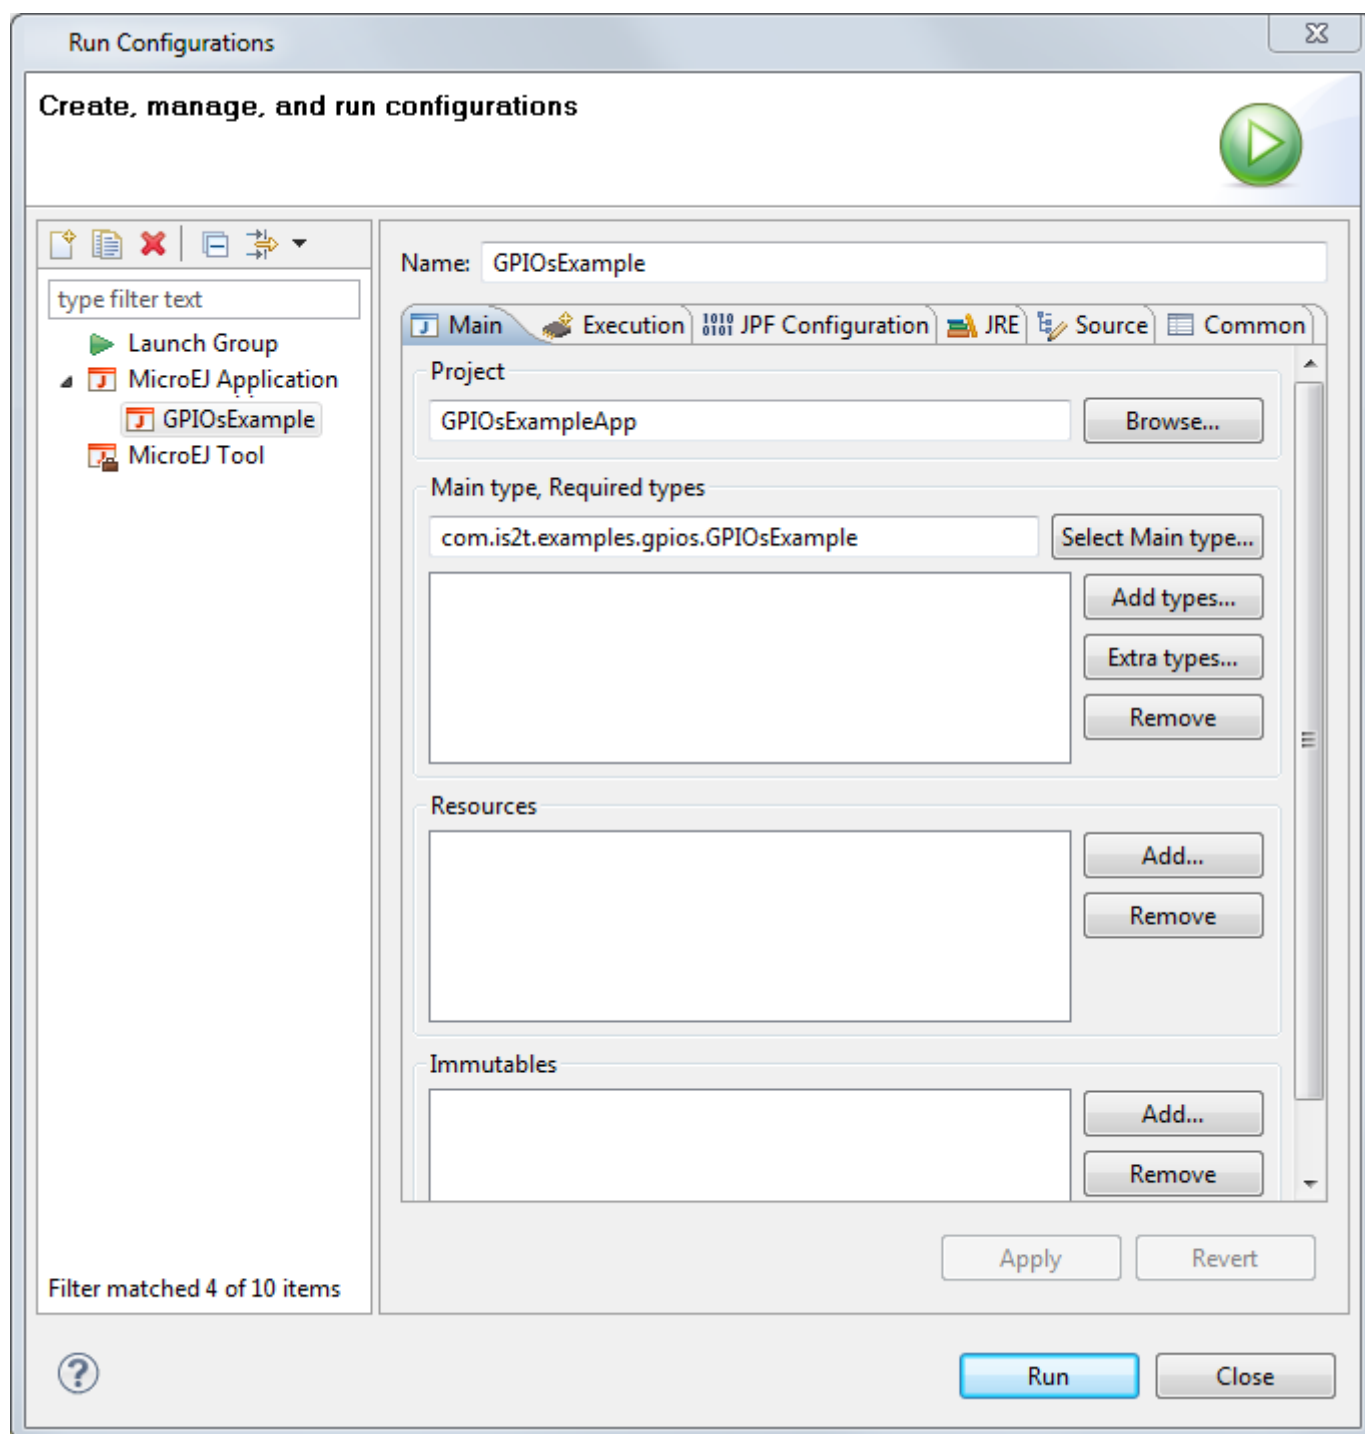 Run Configurations
Create, manage, and run configurations
type filter text
Launch Group
MicroEJ Application
GPIOsExample
MicroEJ Tool
Filter matched 4 of 10 items
Name: GPIOsExample
Main Execution 1010 0101 JPF Configuration JRE Source Common
Project
GPIOsExampleApp Browse...
Main type, Required types
com.is2t.examples.gpios.GPIOsExample Select Main type...
Add types...
Extra types...
Remove
Resources
Add...
Remove
Immutables
Add...
Remove
Apply Revert
Run Close